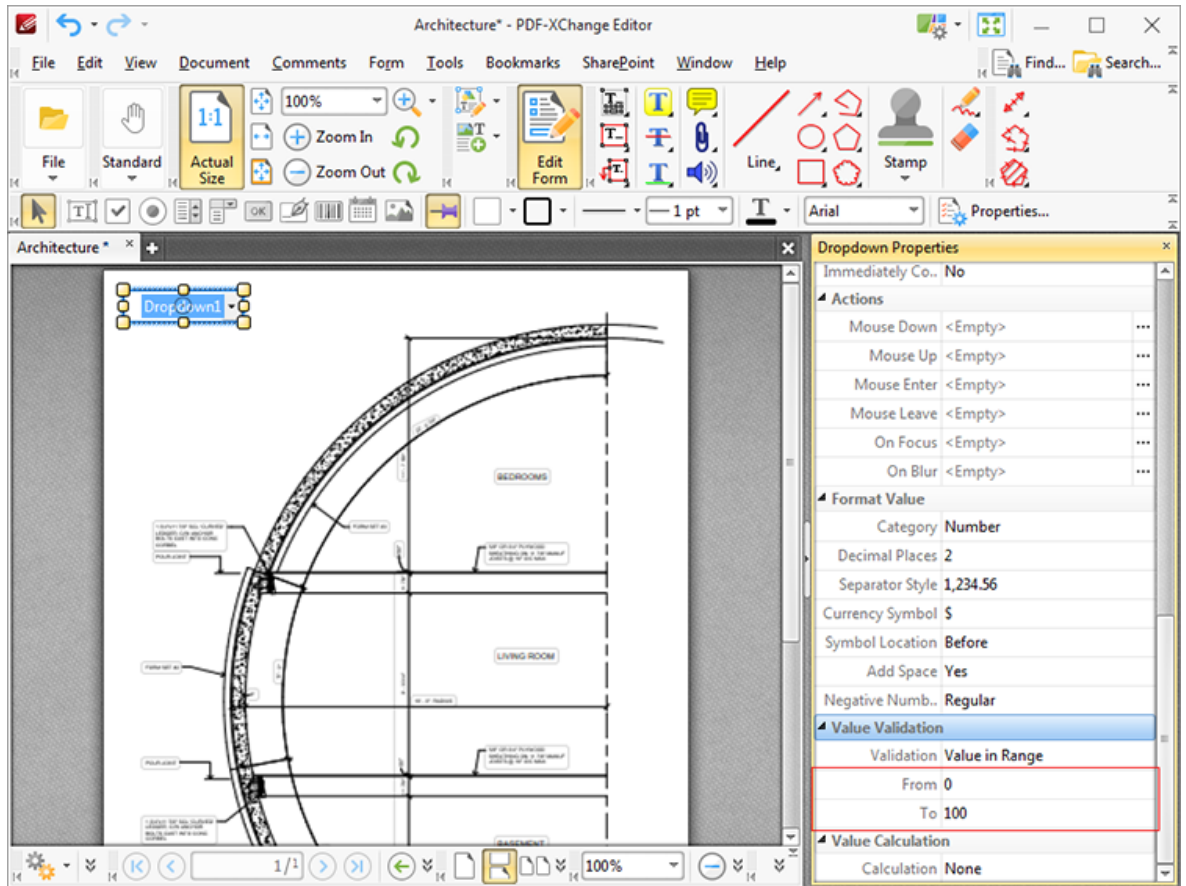 Architecture* - PDF-XChange Editor
File Edit View Document Comments Form Tools Bookmarks SharePoint Window Help Find... Search...
File
Standard
1:1
Actual Size
100%
Zoom In
Zoom Out
Edit Form
Line
Stamp
OK
1 pt
Arial
Properties...
Architecture *
Dropdown1
BEDROOMS
LIVING ROOM
BASEMENT
Dropdown Properties
Immediately Co.. No
Actions
Mouse Down <Empty>
Mouse Up <Empty>
Mouse Enter <Empty>
Mouse Leave <Empty>
On Focus <Empty>
On Blur <Empty>
Format Value
Category Number
Decimal Places 2
Separator Style 1,234.56
Currency Symbol $
Symbol Location Before
Add Space Yes
Negative Numb.. Regular
Value Validation
Validation Value in Range
From 0
To 100
Value Calculation
Calculation None
1/1
100%